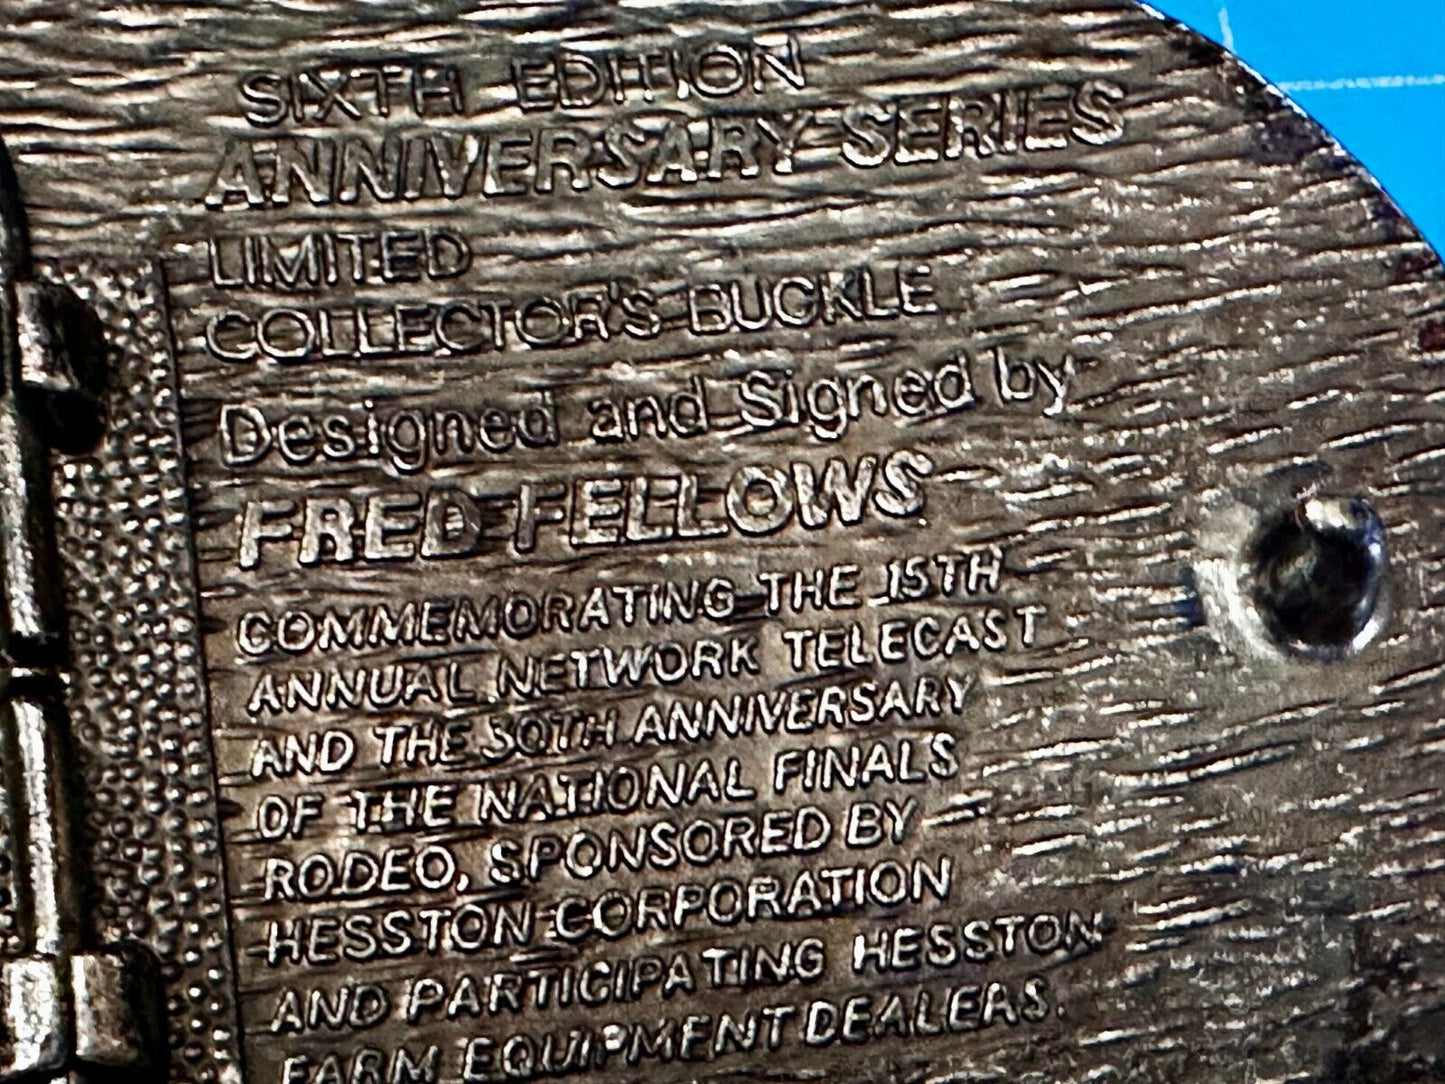 SIXTH EDITION
ANNIVERSARY SERIES
LIMITED
COLLECTOR'S BUCKLE
Designed and Signed by
FRED FELLOWS
COMMEMORATING THE 15TH
ANNUAL NETWORK TELECAST
AND THE 30TH ANNIVERSARY
OF THE NATIONAL FINALS
RODEO, SPONSORED BY
HESSTON CORPORATION
AND PARTICIPATING HESSTON
FARM EQUIPMENT DEALERS.